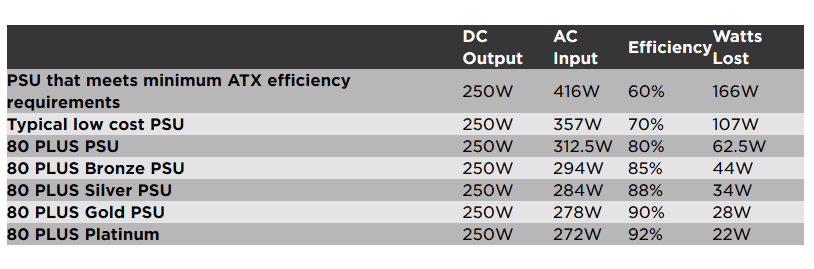 DC Output AC Input Efficiency Watts Lost
PSU that meets minimum ATX efficiency requirements 250W 416W 60% 166W
Typical low cost PSU 250W 357W 70% 107W
80 PLUS PSU 250W 312.5W 80% 62.5W
80 PLUS Bronze PSU 250W 294W 85% 44W
80 PLUS Silver PSU 250W 284W 88% 34W
80 PLUS Gold PSU 250W 278W 90% 28W
80 PLUS Platinum 250W 272W 92% 22W